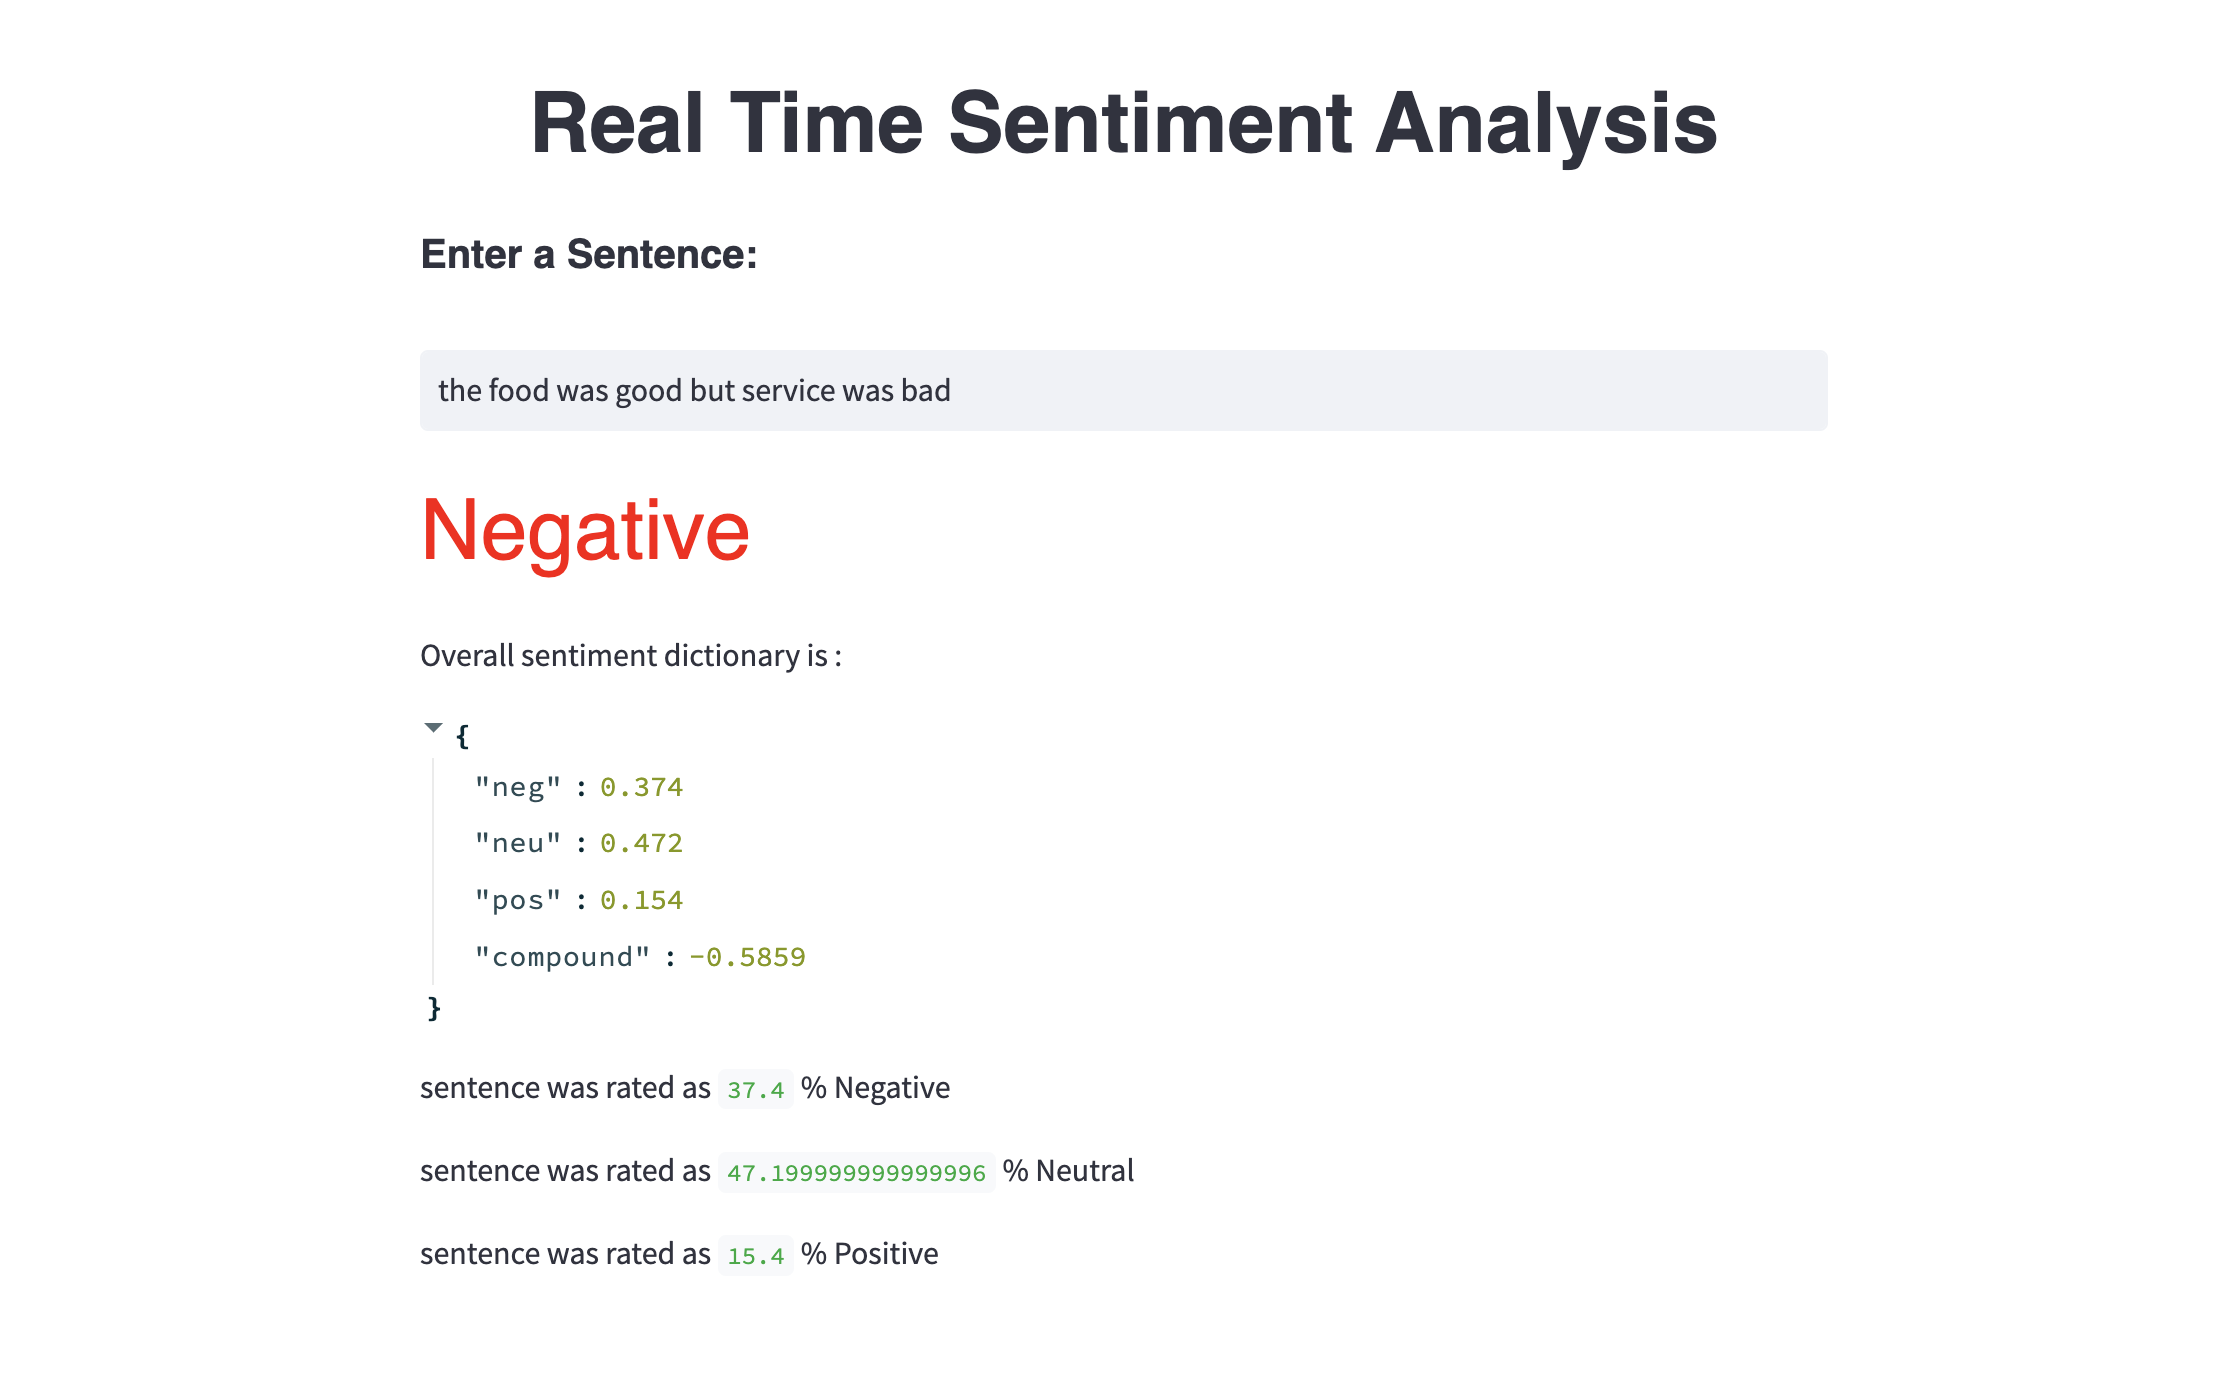 Real Time Sentiment Analysis
Enter a Sentence:
the food was good but service was bad
Negative
Overall sentiment dictionary is :
{
"neg" : 0.374
"neu" : 0.472
"pos" : 0.154
"compound" : -0.5859
}
sentence was rated as 37.4 % Negative
sentence was rated as 47.199999999999996 % Neutral
sentence was rated as 15.4 % Positive